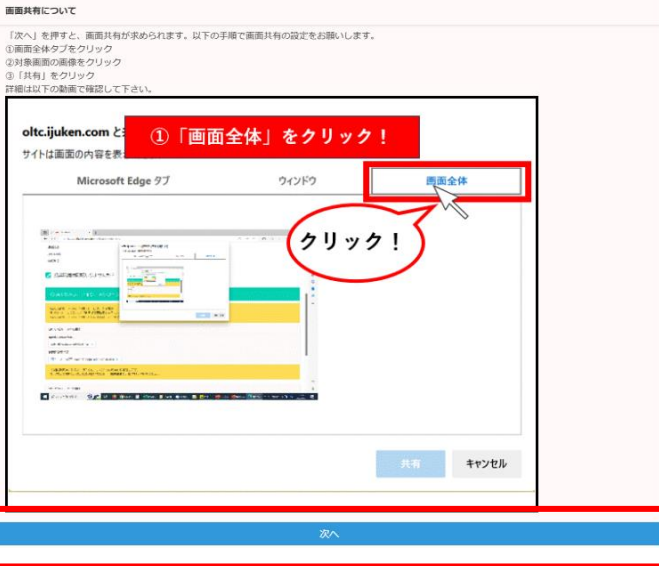 画面共有について
「次へ」を押すと、画面共有が求められます。以下の手順で画面共有の設定をお願いします。
①画面全体タブをクリック
②対象画面の画像をクリック
③「共有」をクリック
詳細は以下の動画で確認して下さい。
oltc.ijuken.com と
①「画面全体」をクリック！
サイトは画面の内容を表
Microsoft Edge タブ
ウィンドウ
画面全体
クリック！
共有
キャンセル
次へ